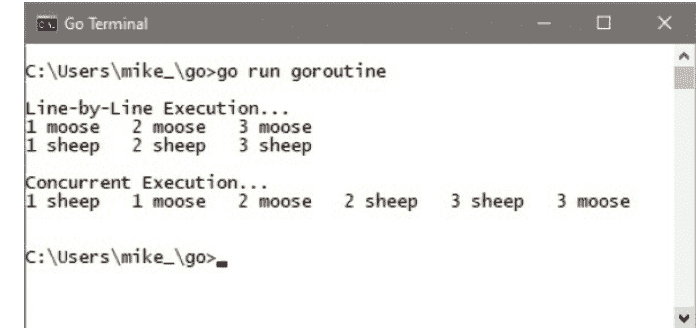 Go Terminal
C:\Users\mike_\go>go run goroutine
Line-by-Line Execution...
1 moose   2 moose   3 moose
1 sheep   2 sheep   3 sheep
Concurrent Execution...
1 sheep   1 moose   2 moose   2 sheep   3 sheep   3 moose
C:\Users\mike_\go>